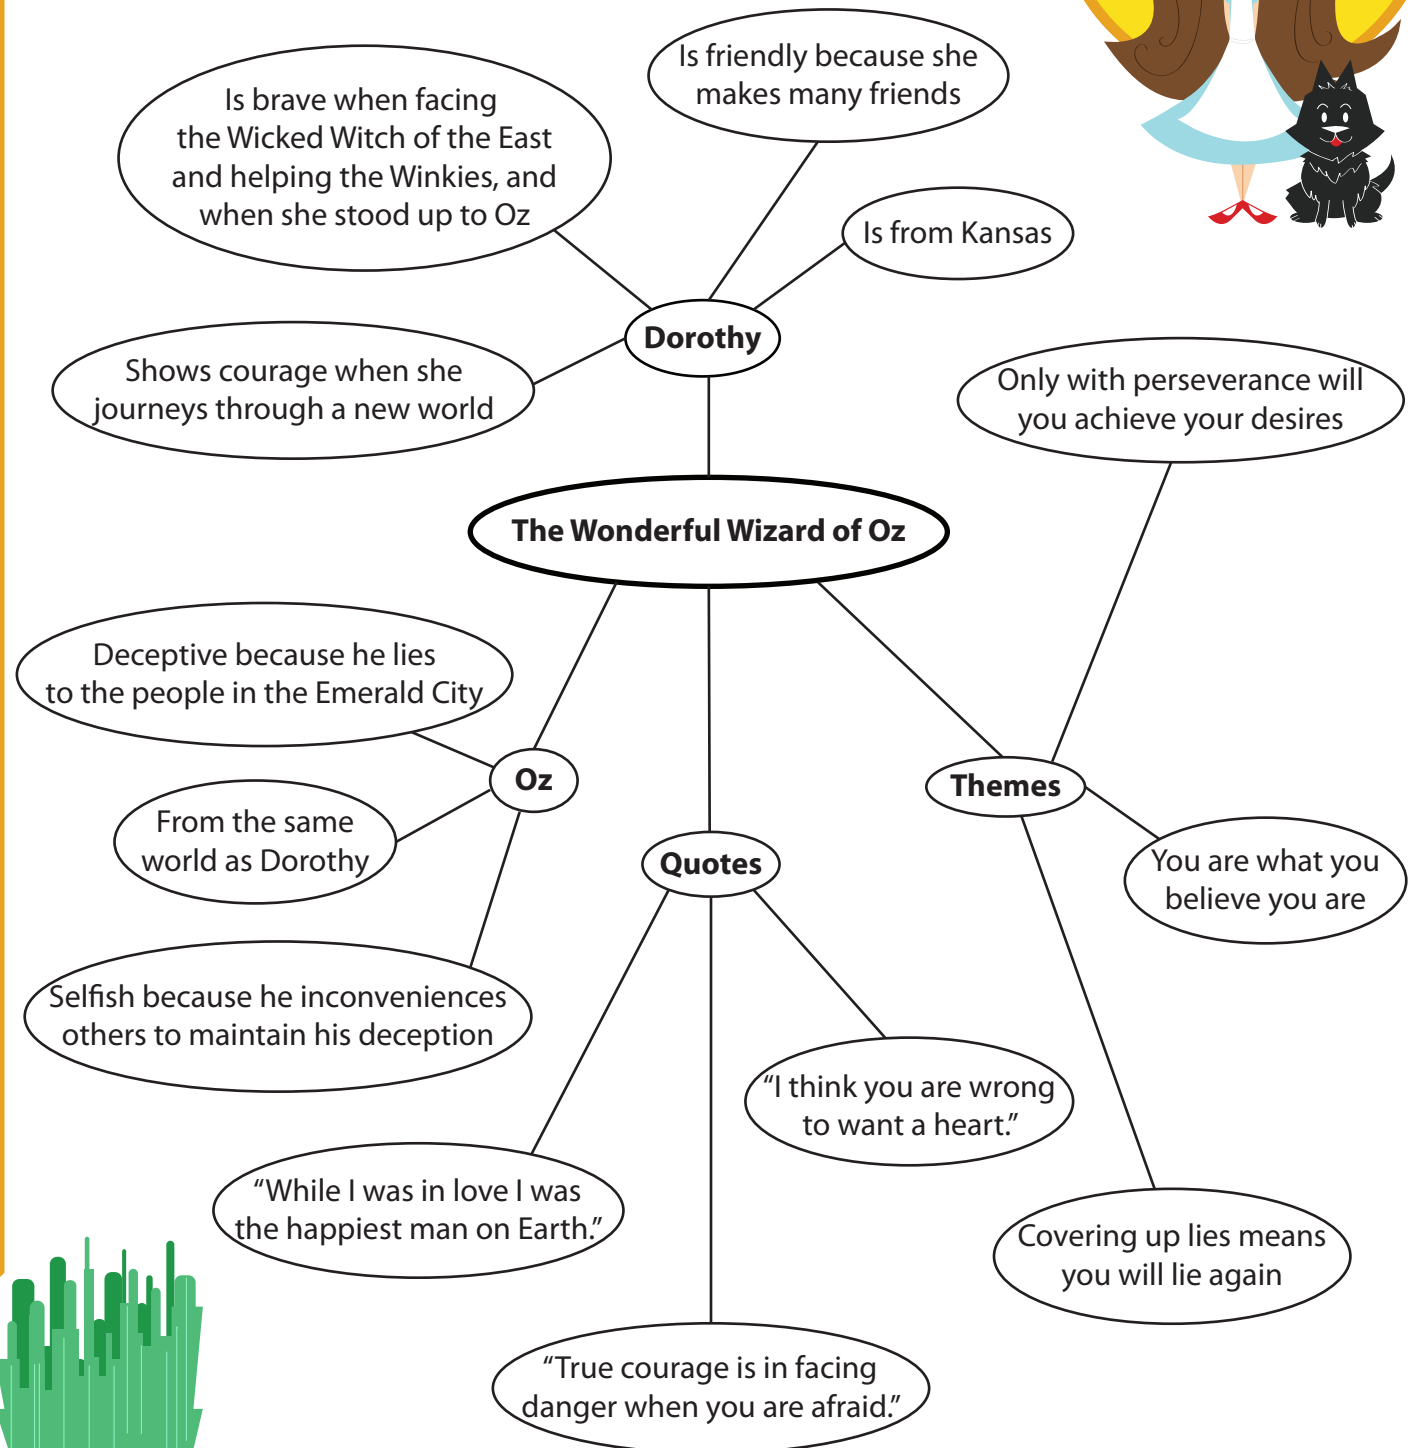 Is friendly because she
makes many friends
Is brave when facing
the Wicked Witch of the East
and helping the Winkies, and
when she stood up to Oz
Is from Kansas
Dorothy
Shows courage when she
journeys through a new world
Only with perseverance will
you achieve your desires
The Wonderful Wizard of Oz
Deceptive because he lies
to the people in the Emerald City
Oz
From the same
world as Dorothy
Selfish because he inconveniences
others to maintain his deception
Themes
You are what you
believe you are
Quotes
“I think you are wrong
to want a heart.”
“While I was in love I was
the happiest man on Earth.”
Covering up lies means
you will lie again
“True courage is in facing
danger when you are afraid.”